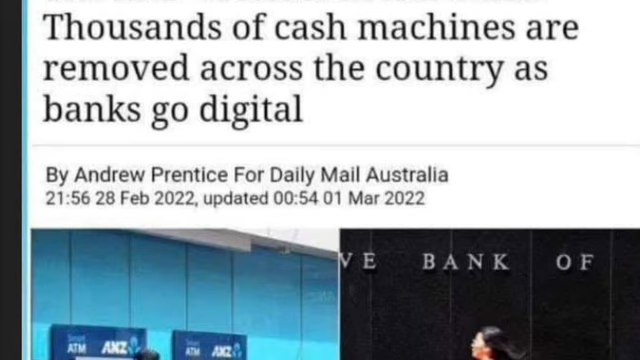 Thousands of cash machines are
removed across the country as
banks go digital
By Andrew Prentice For Daily Mail Australia
21:56 28 Feb 2022, updated 00:54 01 Mar 2022
VE BANK OF
ATM ANZ
ATM ANZ